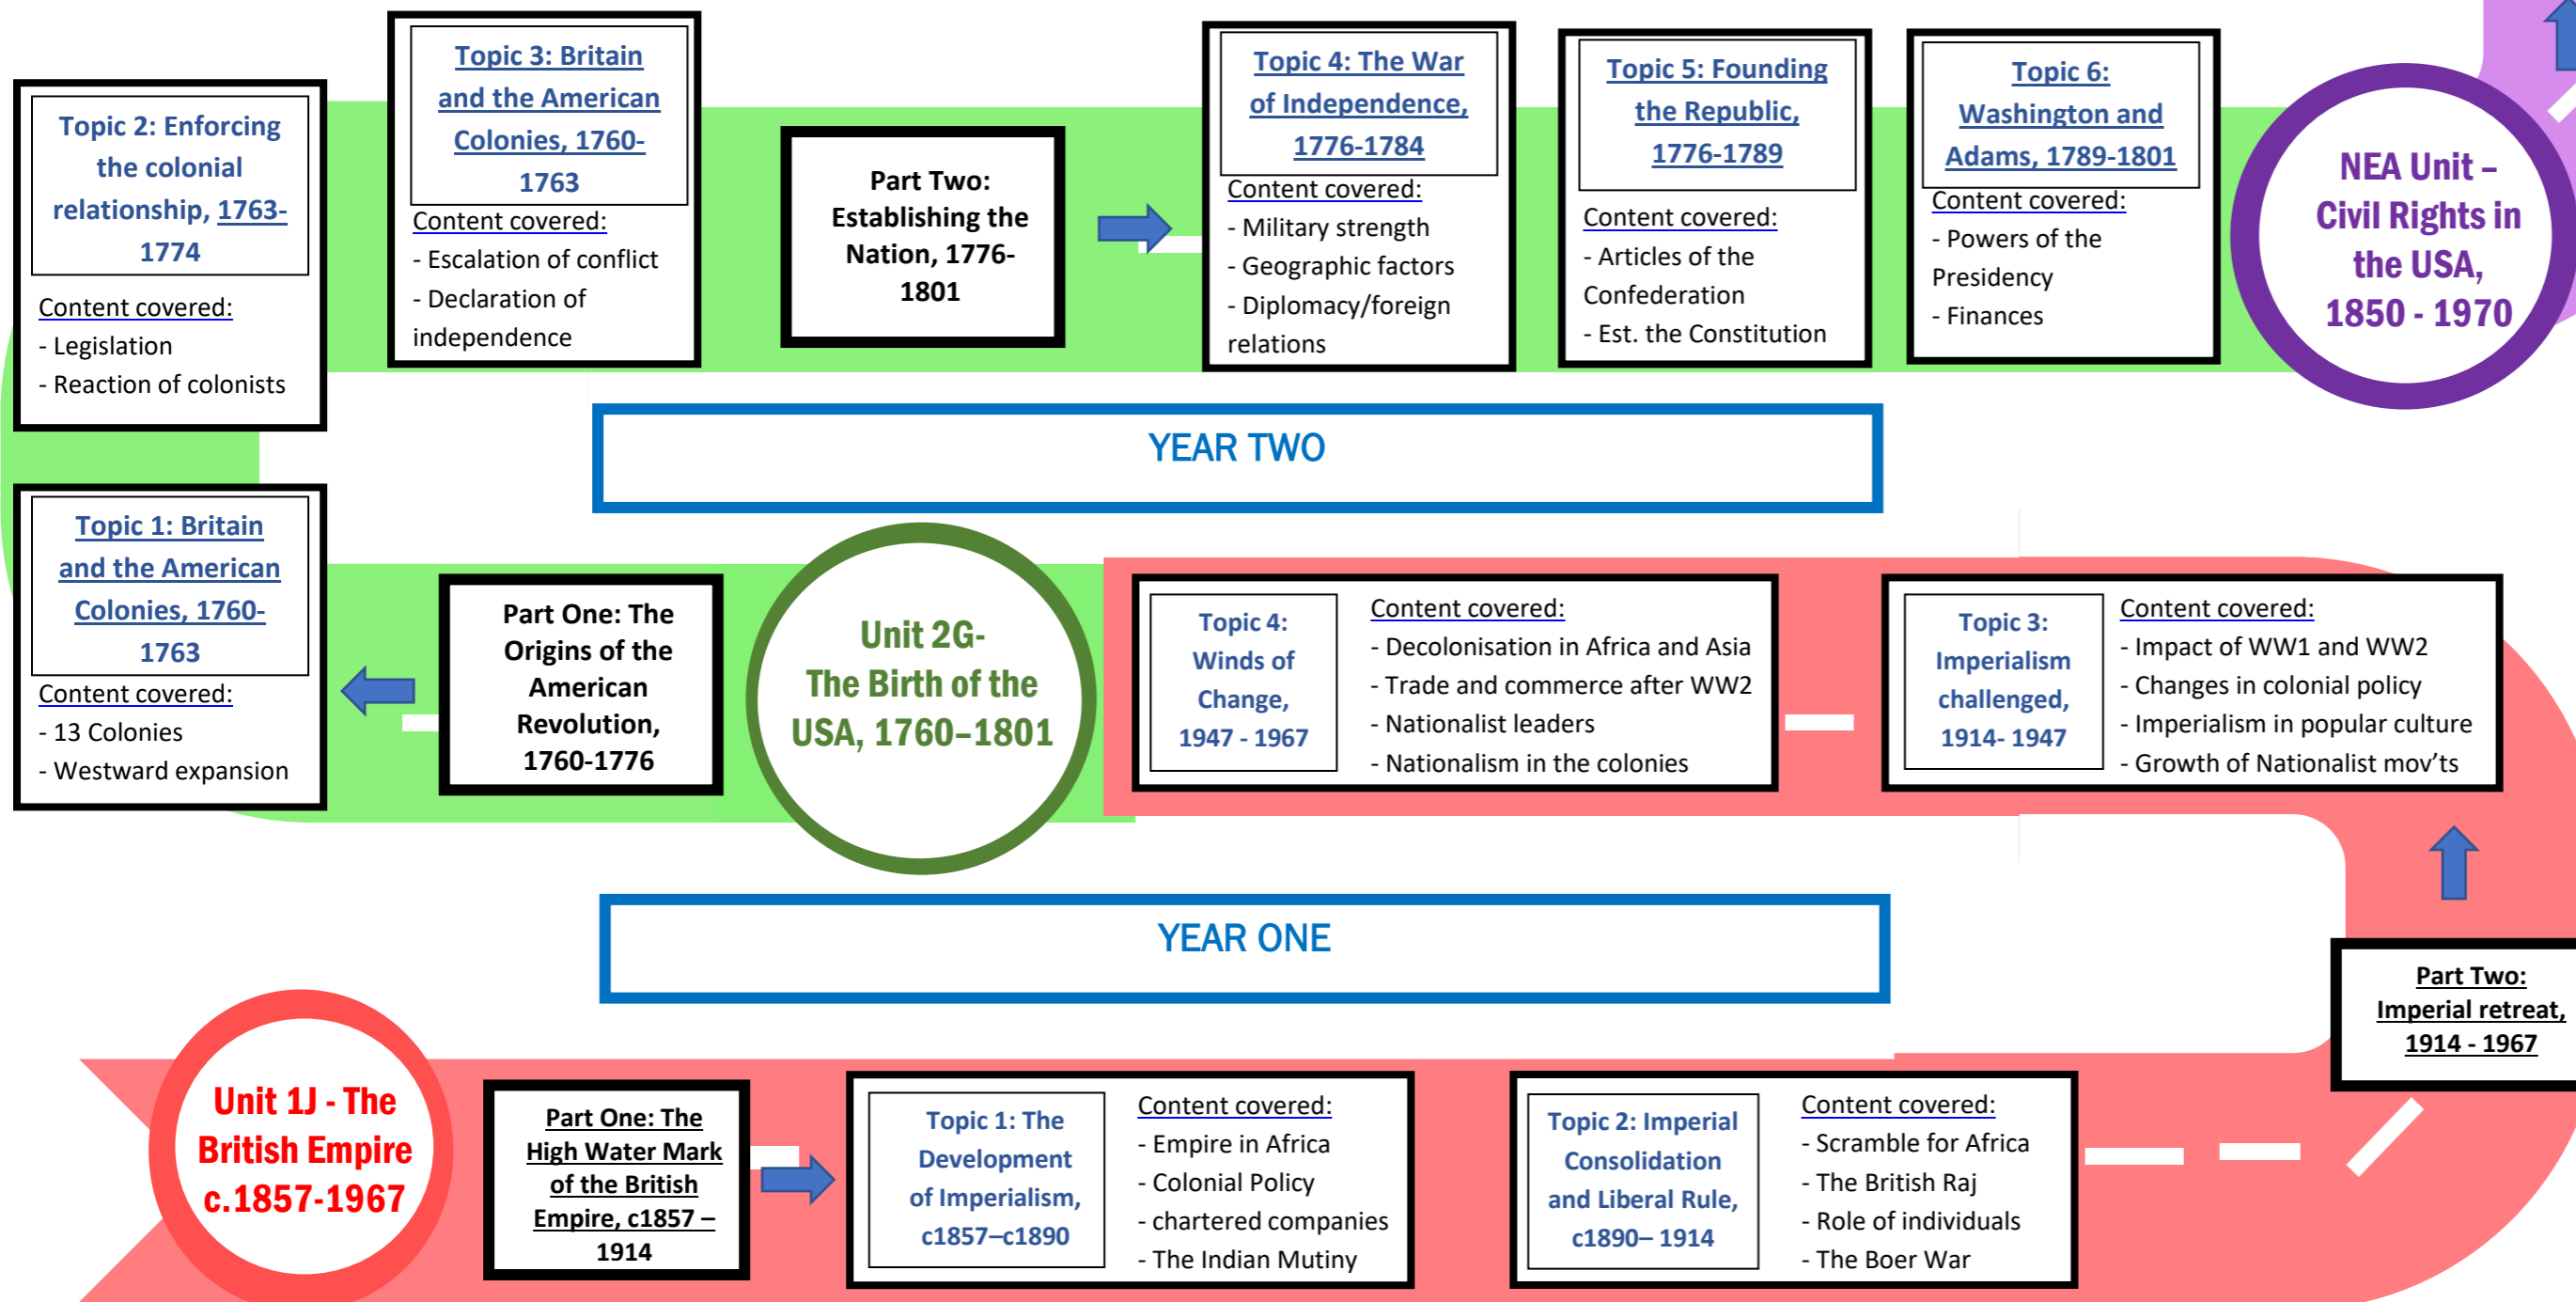 Topic 2: Enforcing
the colonial
relationship, 1763-
1774
Content covered:
- Legislation
- Reaction of colonists
Topic 3: Britain
and the American
Colonies, 1760-
1763
Content covered:
- Escalation of conflict
- Declaration of
independence
Part Two:
Establishing the
Nation, 1776-
1801
Topic 4: The War
of Independence,
1776-1784
Content covered:
- Military strength
- Geographic factors
- Diplomacy/foreign
relations
Topic 5: Founding
the Republic,
1776-1789
Content covered:
- Articles of the
Confederation
- Est. the Constitution
Topic 6:
Washington and
Adams, 1789-1801
Content covered:
- Powers of the
Presidency
- Finances
NEA Unit –
Civil Rights in
the USA,
1850 - 1970
YEAR TWO
Topic 1: Britain
and the American
Colonies, 1760-
1763
Content covered:
- 13 Colonies
- Westward expansion
Part One: The
Origins of the
American
Revolution,
1760-1776
Unit 2G-
The Birth of the
USA, 1760–1801
Topic 4:
Winds of
Change,
1947 - 1967
Content covered:
- Decolonisation in Africa and Asia
- Trade and commerce after WW2
- Nationalist leaders
- Nationalism in the colonies
Topic 3:
Imperialism
challenged,
1914- 1947
Content covered:
- Impact of WW1 and WW2
- Changes in colonial policy
- Imperialism in popular culture
- Growth of Nationalist mov’ts
YEAR ONE
Part Two:
Imperial retreat,
1914 - 1967
Unit 1J - The
British Empire
c.1857-1967
Part One: The
High Water Mark
of the British
Empire, c1857 –
1914
Topic 1: The
Development
of Imperialism,
c1857–c1890
Content covered:
- Empire in Africa
- Colonial Policy
- chartered companies
- The Indian Mutiny
Topic 2: Imperial
Consolidation
and Liberal Rule,
c1890– 1914
Content covered:
- Scramble for Africa
- The British Raj
- Role of individuals
- The Boer War